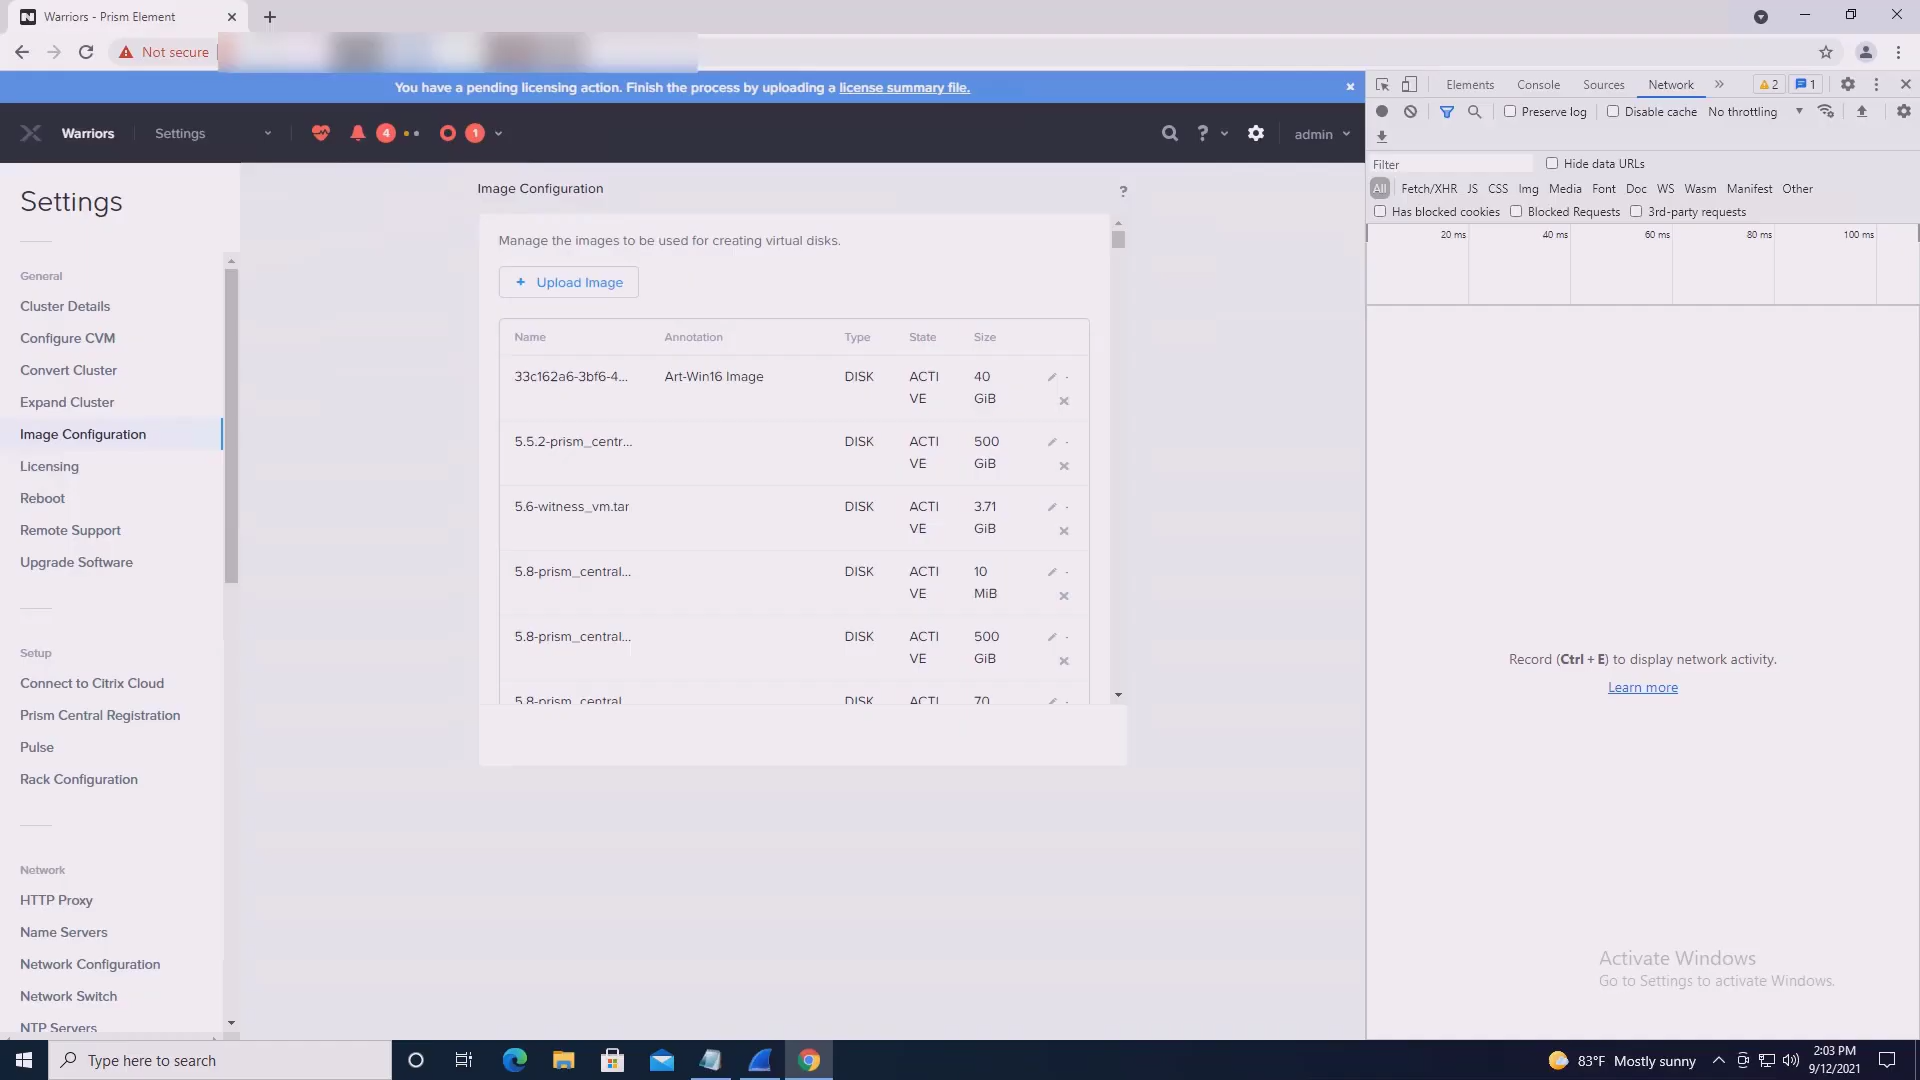 Warriors - Prism Element
Not secure
You have a pending licensing action. Finish the process by uploading a license summary file.
Warriors
Settings
4
1
?
admin
Settings
General
Cluster Details
Configure CVM
Convert Cluster
Expand Cluster
Image Configuration
Licensing
Reboot
Remote Support
Upgrade Software
Setup
Connect to Citrix Cloud
Prism Central Registration
Pulse
Rack Configuration
Network
HTTP Proxy
Name Servers
Network Configuration
Network Switch
NTP Servers
Image Configuration
?
Manage the images to be used for creating virtual disks.
+ Upload Image
Name Annotation Type State Size
33c162a6-3bf6-4... Art-Win16 Image DISK ACTI 40
VE GiB
5.5.2-prism_centr... DISK ACTI 500
VE GiB
5.6-witness_vm.tar DISK ACTI 3.71
VE GiB
5.8-prism_central... DISK ACTI 10
VE MiB
5.8-prism_central... DISK ACTI 500
VE GiB
5.8-prism_central... DISK ACTI 70
Elements Console Sources Network
2
1
Preserve log
Disable cache
No throttling
Filter
Hide data URLs
All Fetch/XHR JS CSS Img Media Font Doc WS Wasm Manifest Other
Has blocked cookies Blocked Requests 3rd-party requests
20 ms 40 ms 60 ms 80 ms 100 ms
Record (Ctrl + E) to display network activity.
Learn more
Activate Windows
Go to Settings to activate Windows.
Type here to search
83°F Mostly sunny
2:03 PM
9/12/2021